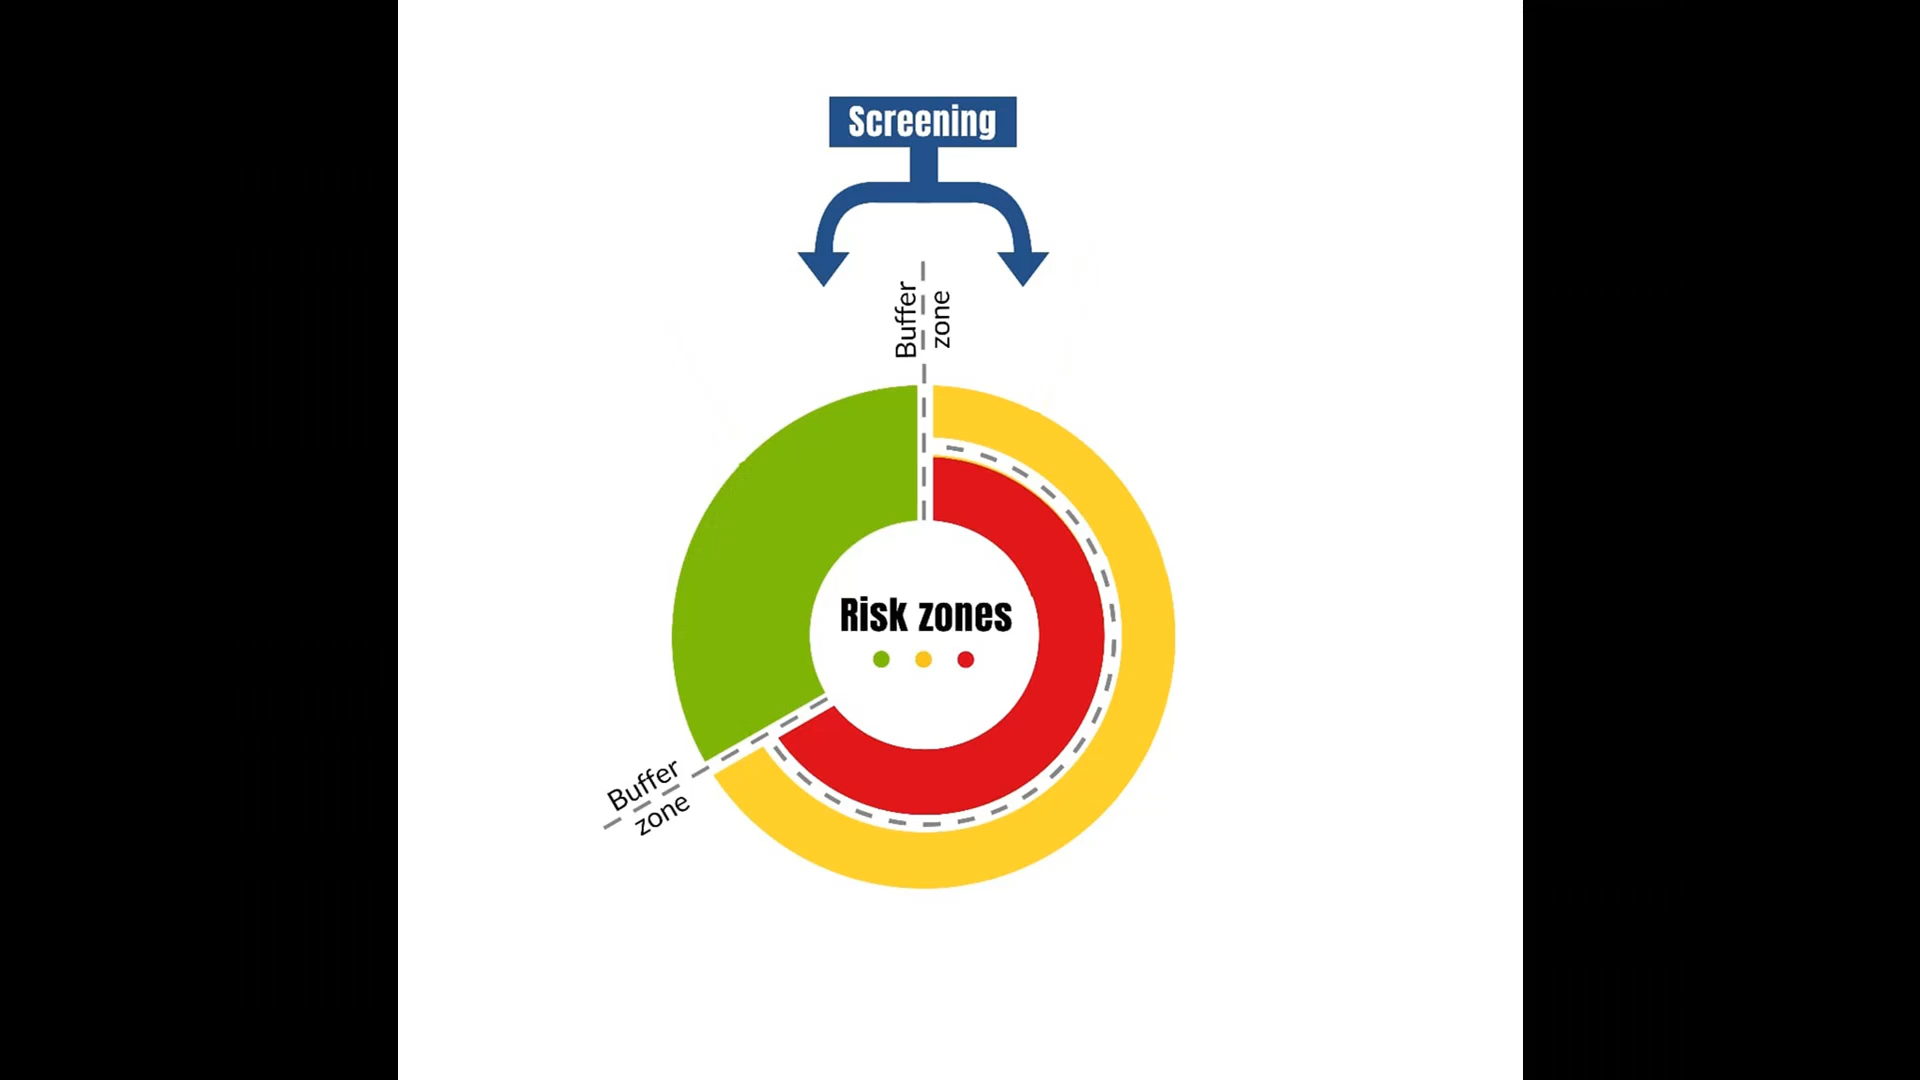 Screening
Buffer
zone
Risk zones
Buffer
zone